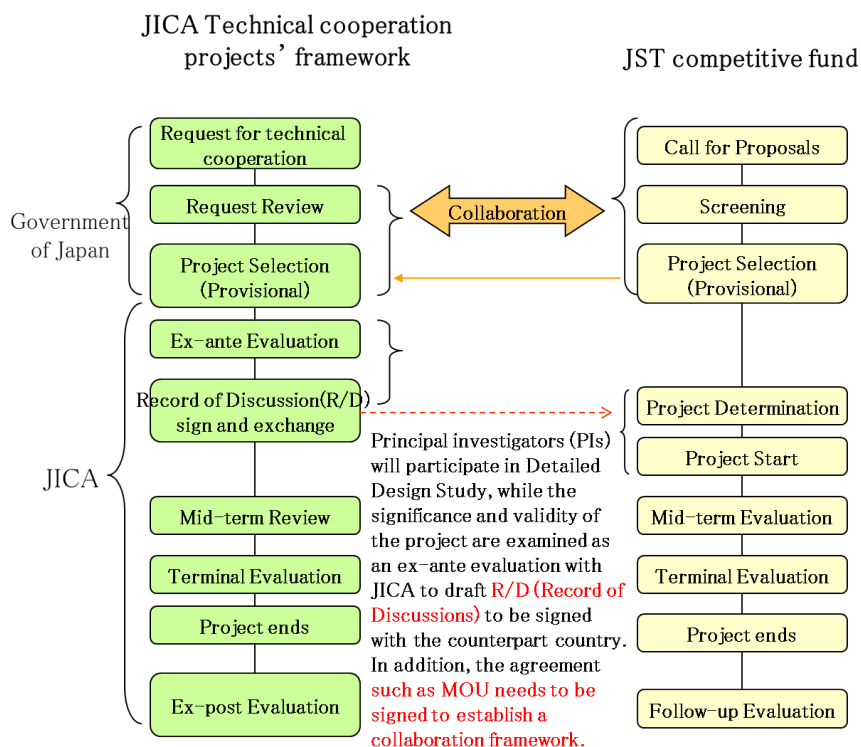 JICA Technical cooperation
projects' framework
JST competitive fund
Request for technical
cooperation
Request Review
Project Selection
(Provisional)
Ex-ante Evaluation
Record of Discussion(R/D)
sign and exchange
Mid-term Review
Terminal Evaluation
Project ends
Ex-post Evaluation
Government
of Japan
JICA
Collaboration
Call for Proposals
Screening
Project Selection
(Provisional)
Project Determination
Project Start
Mid-term Evaluation
Terminal Evaluation
Project ends
Follow-up Evaluation
Principal investigators (PIs)
will participate in Detailed
Design Study, while the
significance and validity of
the project are examined as
an ex-ante evaluation with
JICA to draft R/D (Record of
Discussions) to be signed
with the counterpart country.
In addition, the agreement
such as MOU needs to be
signed to establish a
collaboration framework.